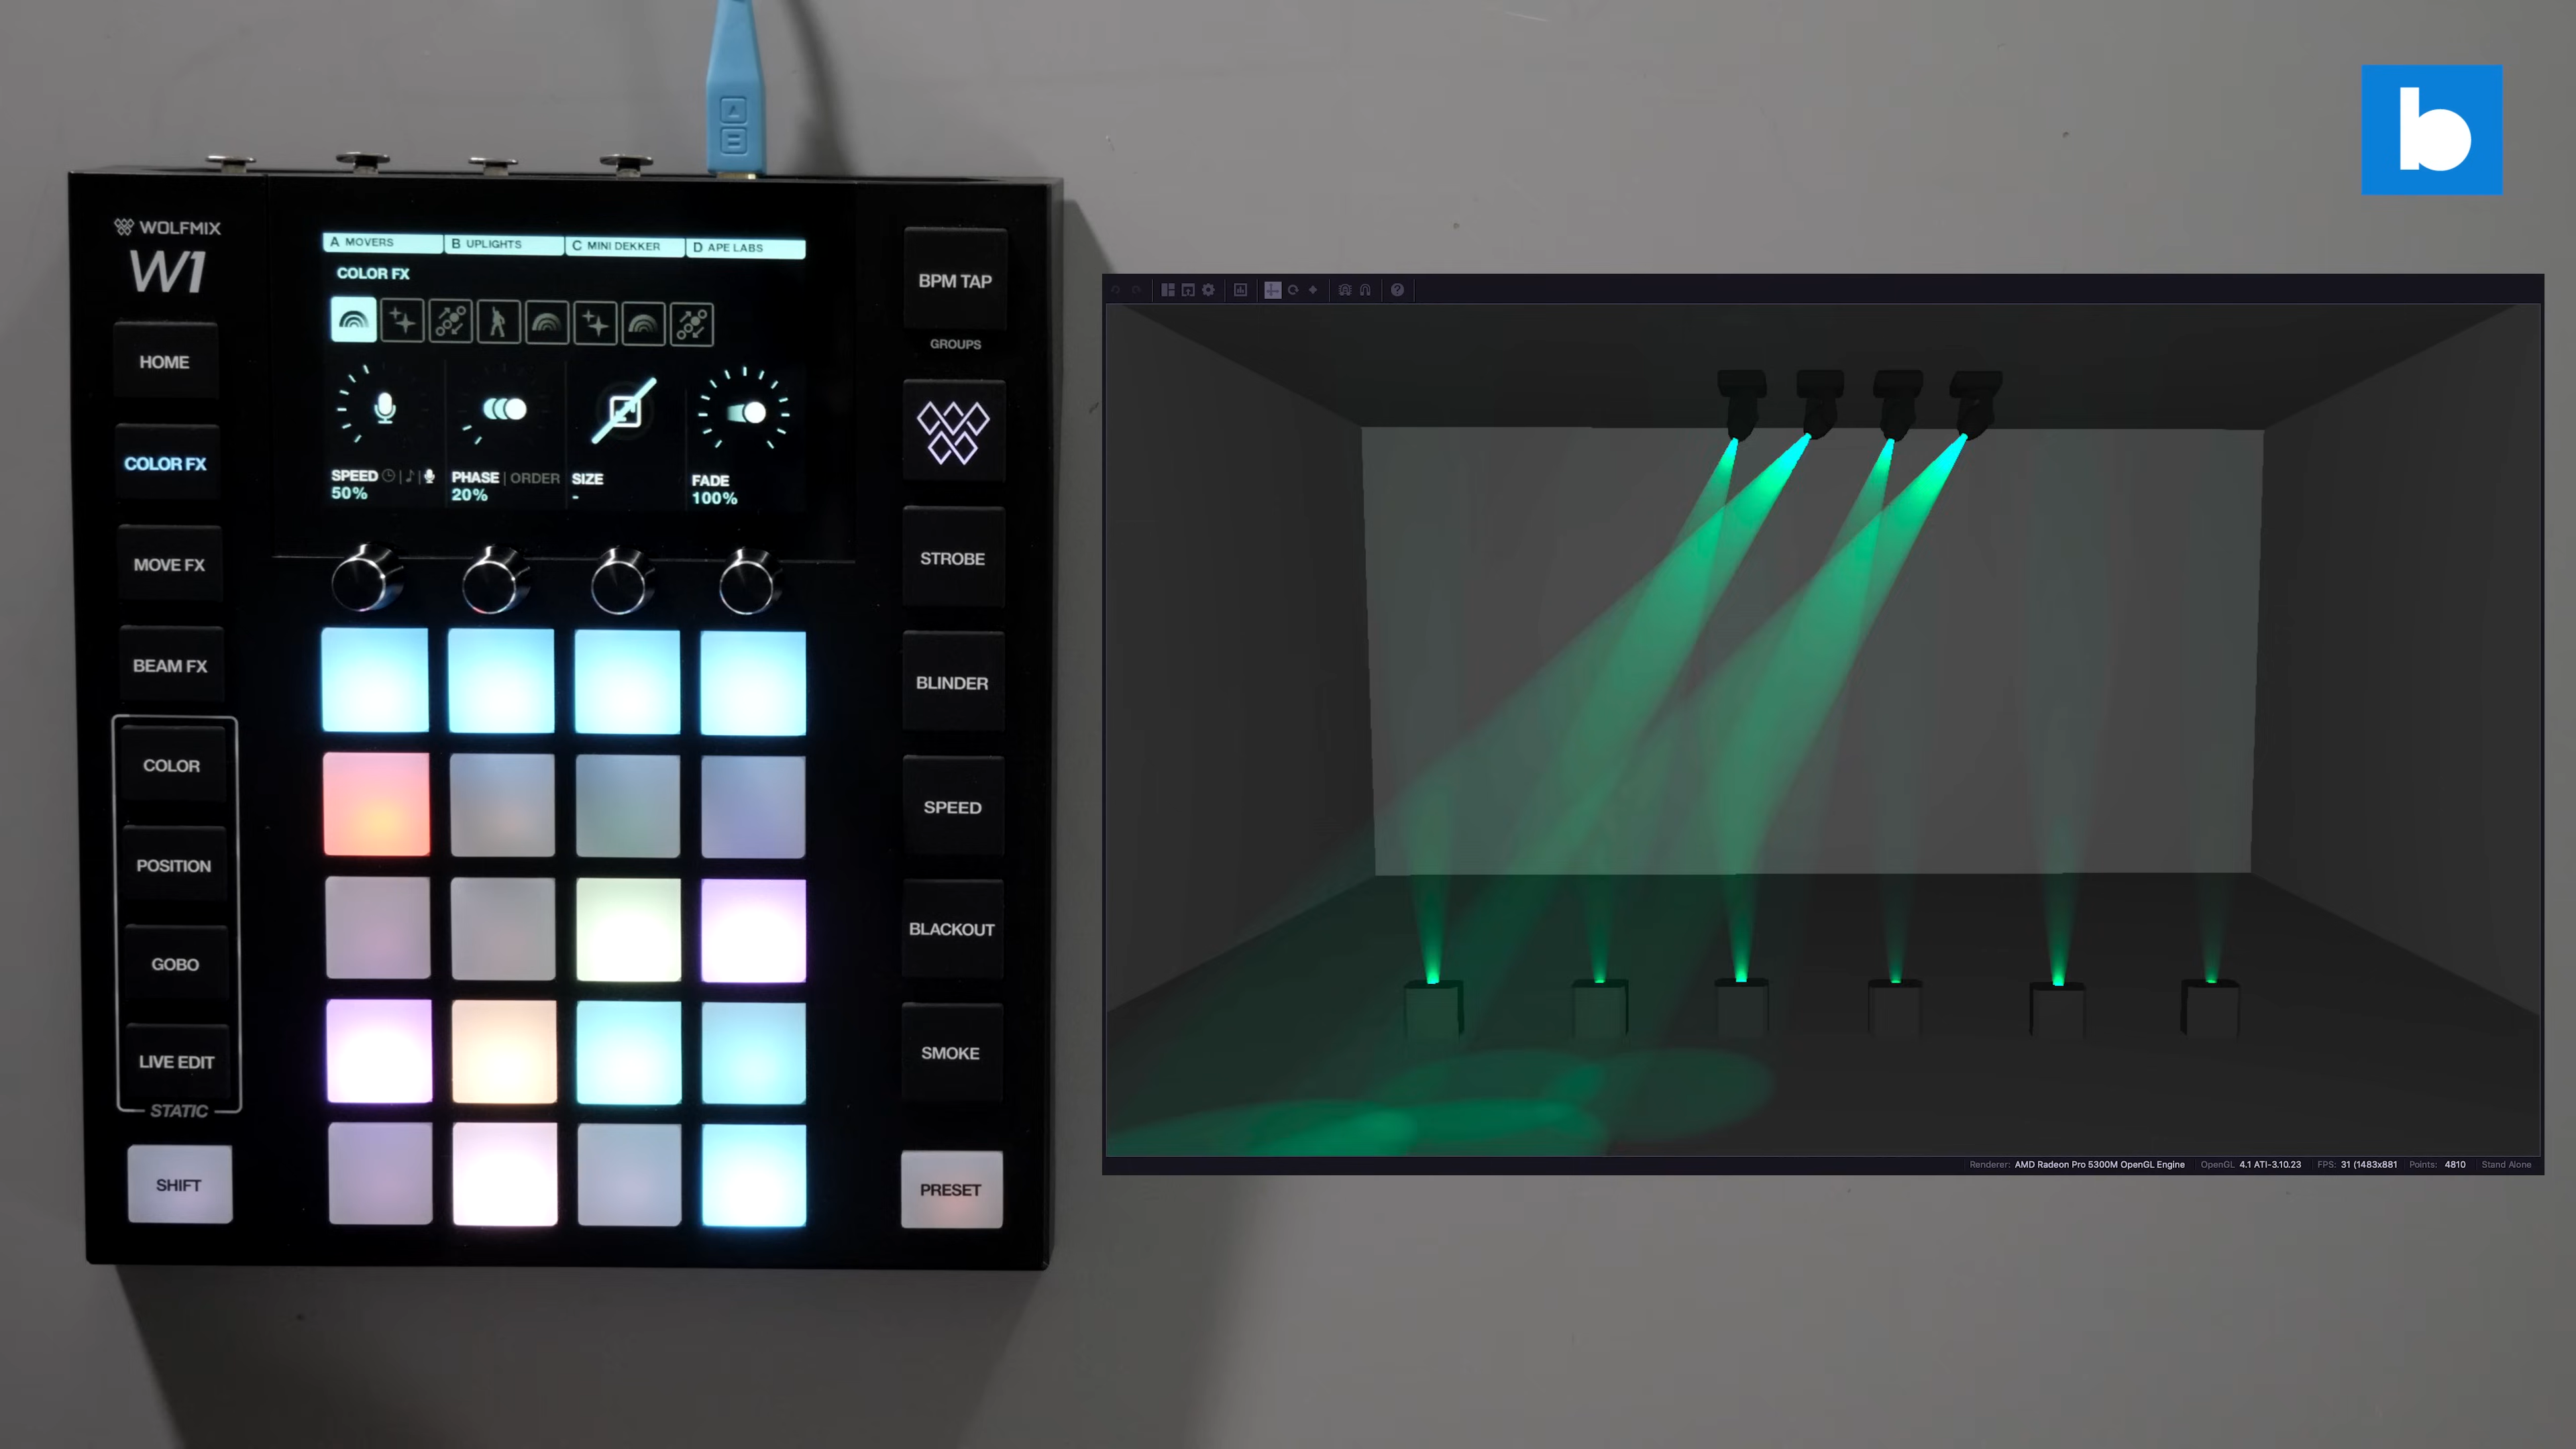 WOLFMIX
W1
HOME
COLOR FX
MOVE FX
BEAM FX
COLOR
POSITION
GOBO
LIVE EDIT
STATIC
SHIFT
A MOVERS
B UPLIGHTS
C MINI DEKKER
D APE LABS
COLOR FX
SPEED
50%
PHASE | ORDER
20%
SIZE
-
FADE
100%
BPM TAP
GROUPS
STROBE
BLINDER
SPEED
BLACKOUT
SMOKE
PRESET
b
Renderer: AMD Radeon Pro 5300M OpenGL Engine OpenGL 4.1 ATI-3.10.23 FPS: 31 (1483x881 Points: 4810 Stand Alone